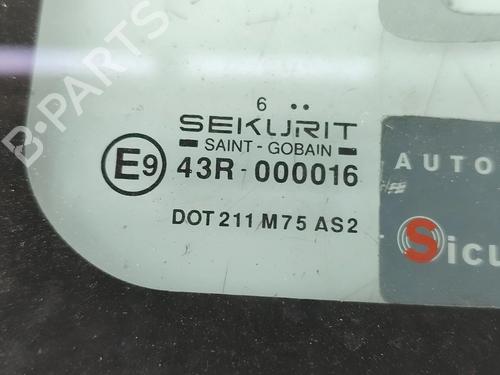 B-PARTS
6 ··
SEKURIT
SAINT - GOBAIN
E9 43R - 000016
DOT 211 M75 AS2
AUTO
Sicu